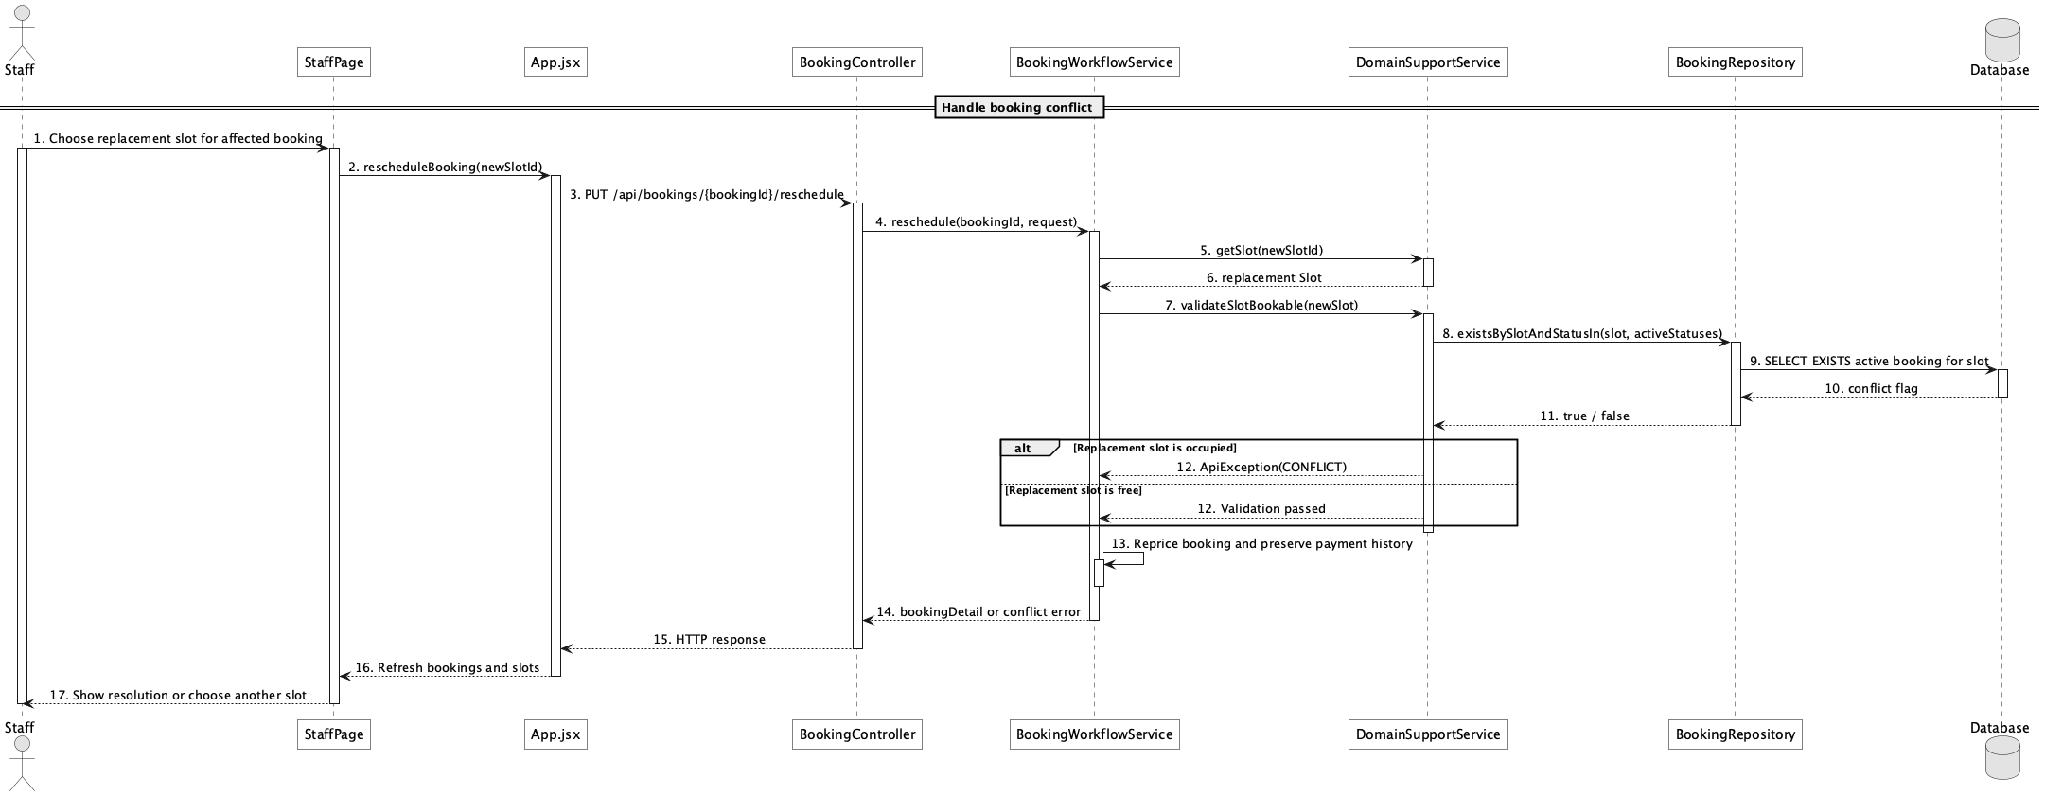 Staff
StaffPage
App.jsx
BookingController
BookingWorkflowService
DomainSupportService
BookingRepository
Database
Handle booking conflict
1. Choose replacement slot for affected booking
2. rescheduleBooking(newSlotId)
3. PUT /api/bookings/{bookingId}/reschedule
4. reschedule(bookingId, request)
5. getSlot(newSlotId)
6. replacement Slot
7. validateSlotBookable(newSlot)
8. existsBySlotAndStatusIn(slot, activeStatuses)
9. SELECT EXISTS active booking for slot
10. conflict flag
11. true / false
alt [Replacement slot is occupied]
12. ApiException(CONFLICT)
[Replacement slot is free]
12. Validation passed
13. Reprice booking and preserve payment history
14. bookingDetail or conflict error
15. HTTP response
16. Refresh bookings and slots
17. Show resolution or choose another slot
Staff
StaffPage
App.jsx
BookingController
BookingWorkflowService
DomainSupportService
BookingRepository
Database